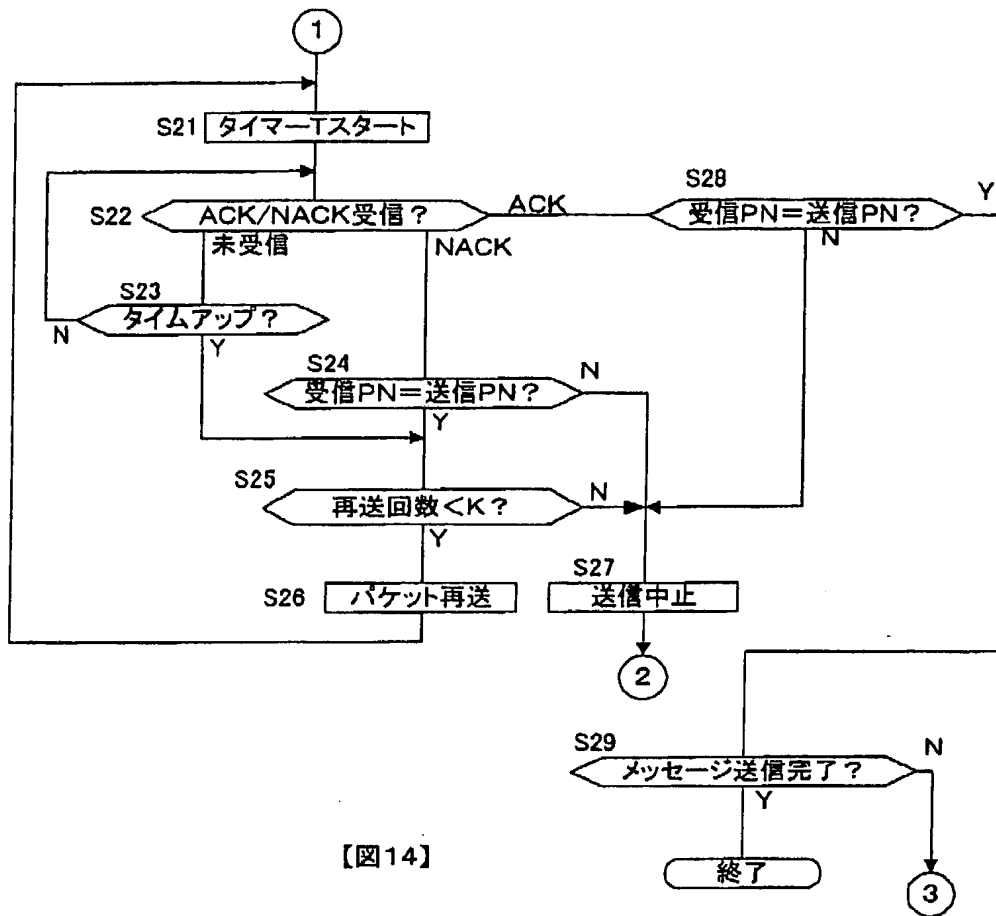 1
S21 タイマーTスタート
S22 ACK/NACK受信？
ACK
未受信
NACK
S28
受信PN＝送信PN？
Y
N
S23
タイムアップ？
N
Y
S24
受信PN＝送信PN？
N
Y
S25
再送回数＜K？
N
Y
S26 パケット再送
S27
送信中止
2
S29
メッセージ送信完了？
N
Y
終了
3
【図14】